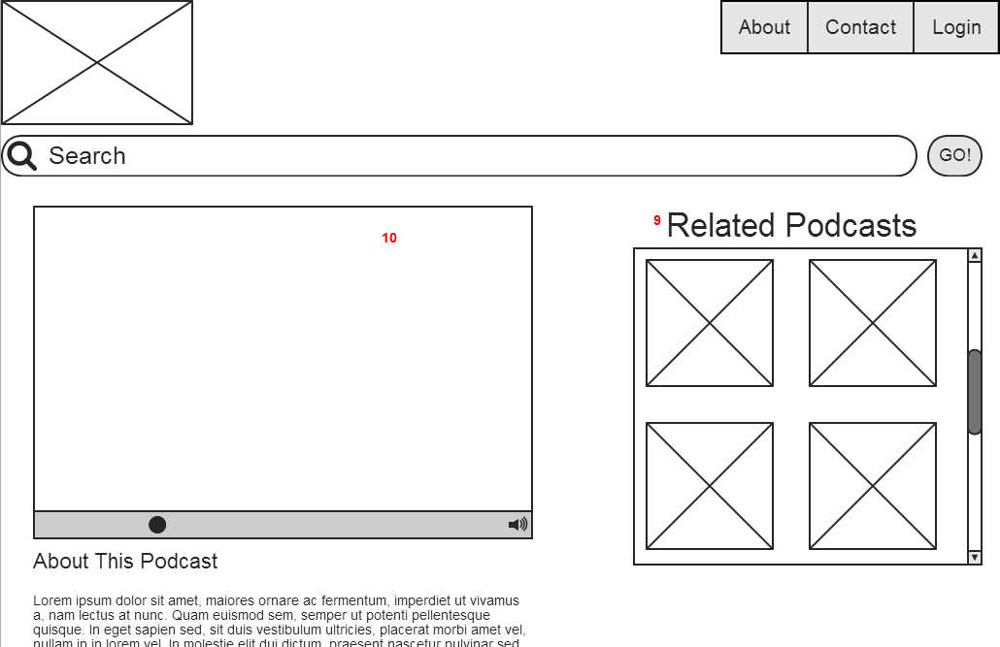 About Contact Login
Search
GO!
10
9 Related Podcasts
About This Podcast
Lorem ipsum dolor sit amet, maiores ornare ac fermentum, imperdiet ut vivamus
a, nam lectus at nunc. Quam euismod sem, semper ut potenti pellentesque
quisque. In eget sapien sed, sit duis vestibulum ultricies, placerat morbi amet vel,
nullam in in lorem vel. In molestie elit dui dictum, praesent nascetur pulvinar sed